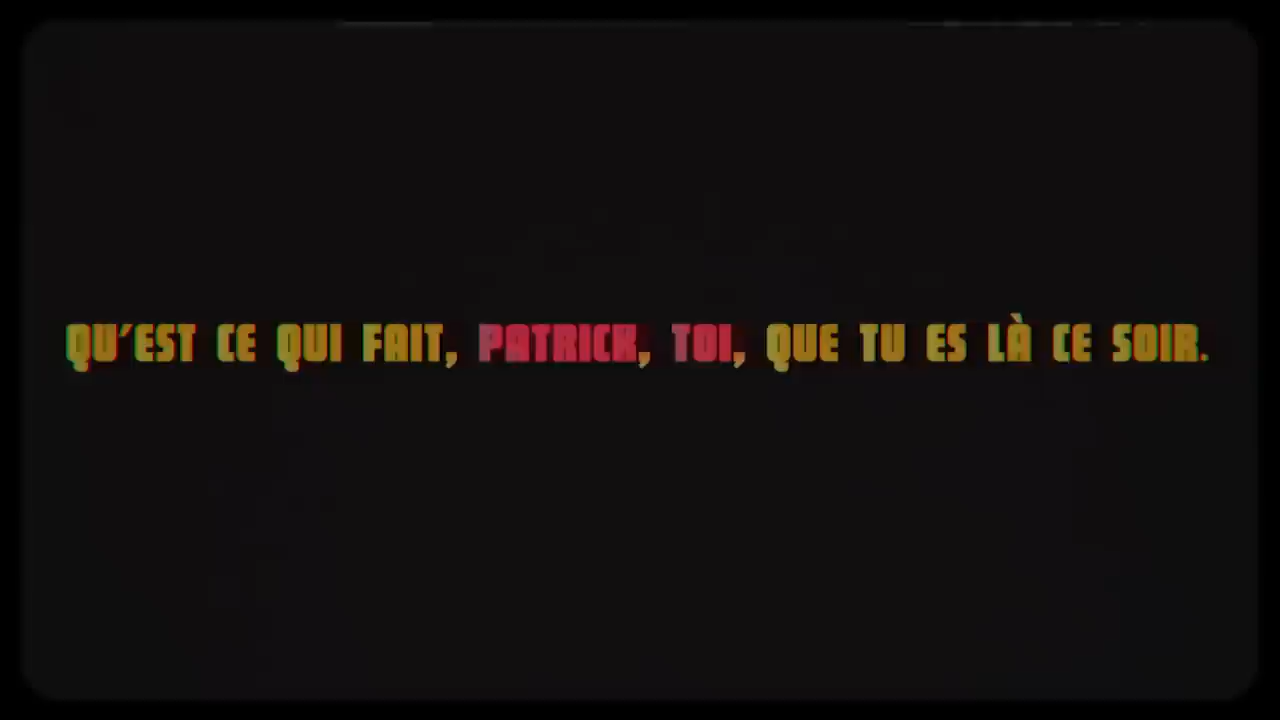 QU'EST CE QUI FAIT, PATRICK, TOI, QUE TU ES LÀ CE SOIR.